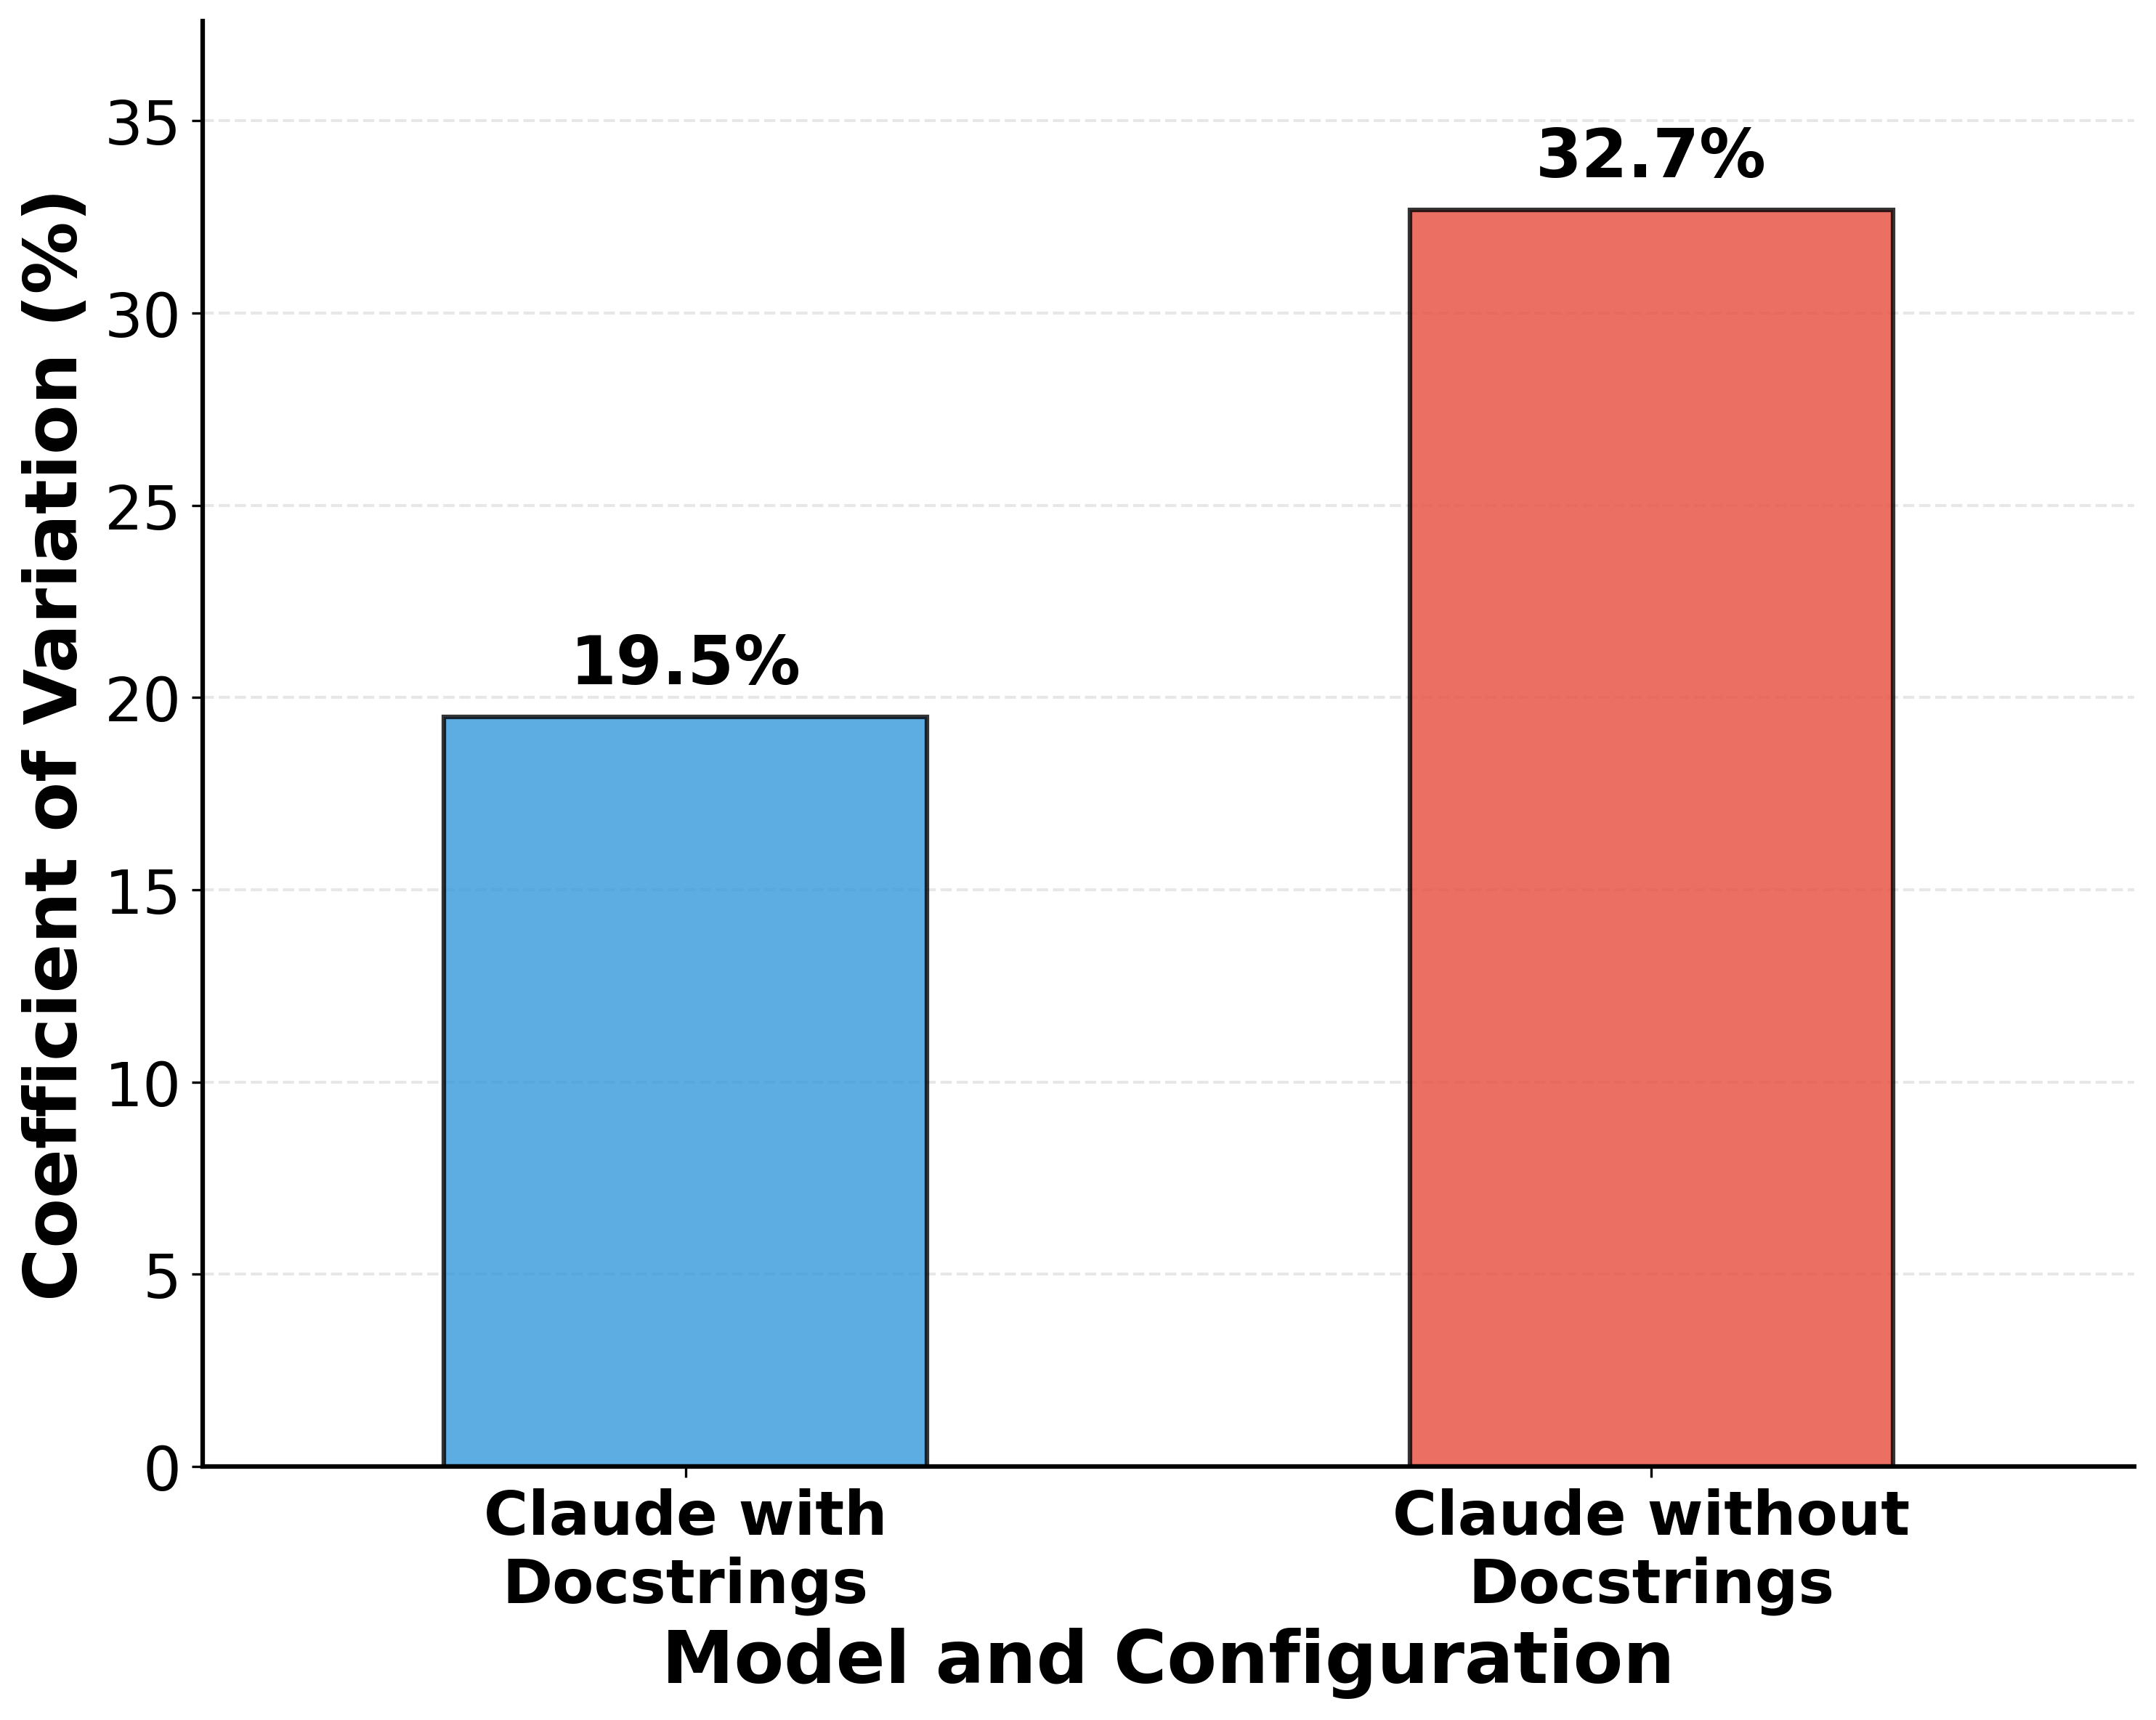 Coefficient of Variation (%)
35
30
25
20
15
10
5
0
19.5%
32.7%
Claude with
Docstrings
Claude without
Docstrings
Model and Configuration